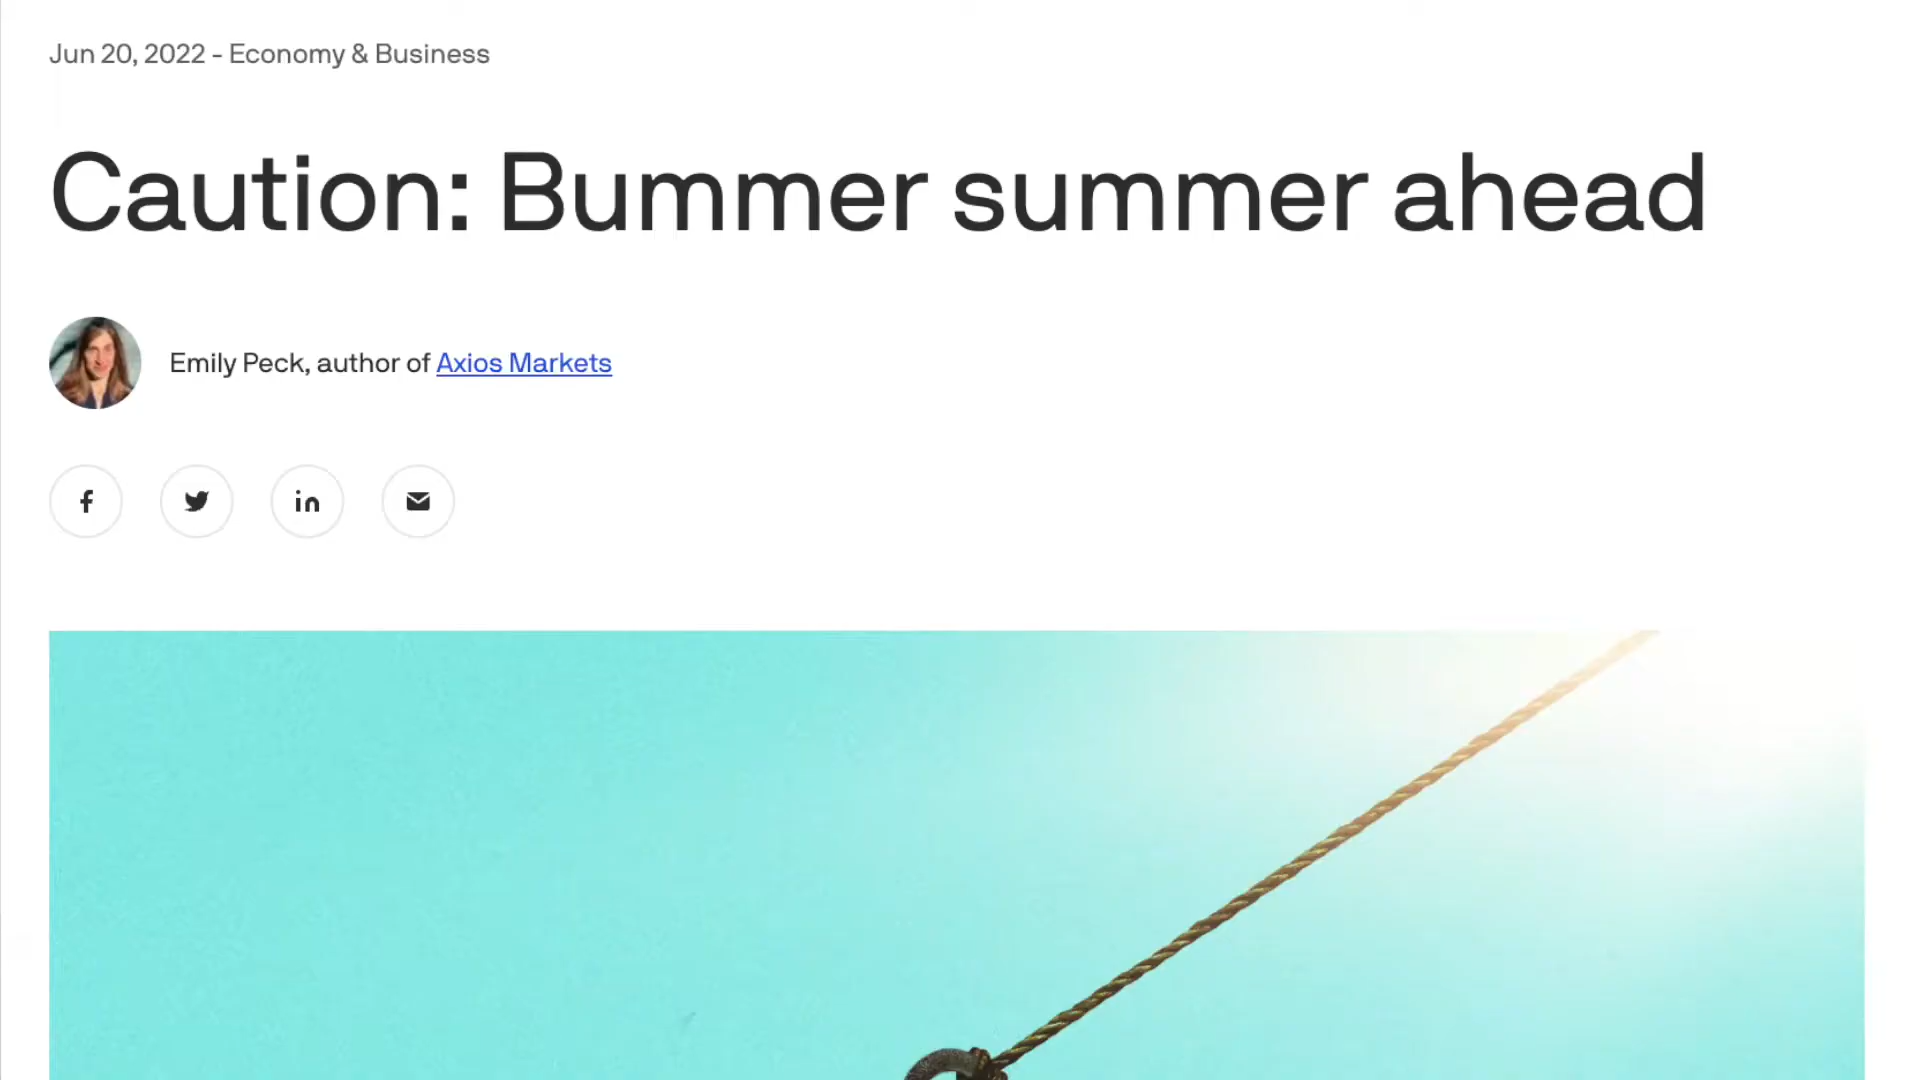 Jun 20, 2022 - Economy & Business
Caution: Bummer summer ahead
Emily Peck, author of Axios Markets